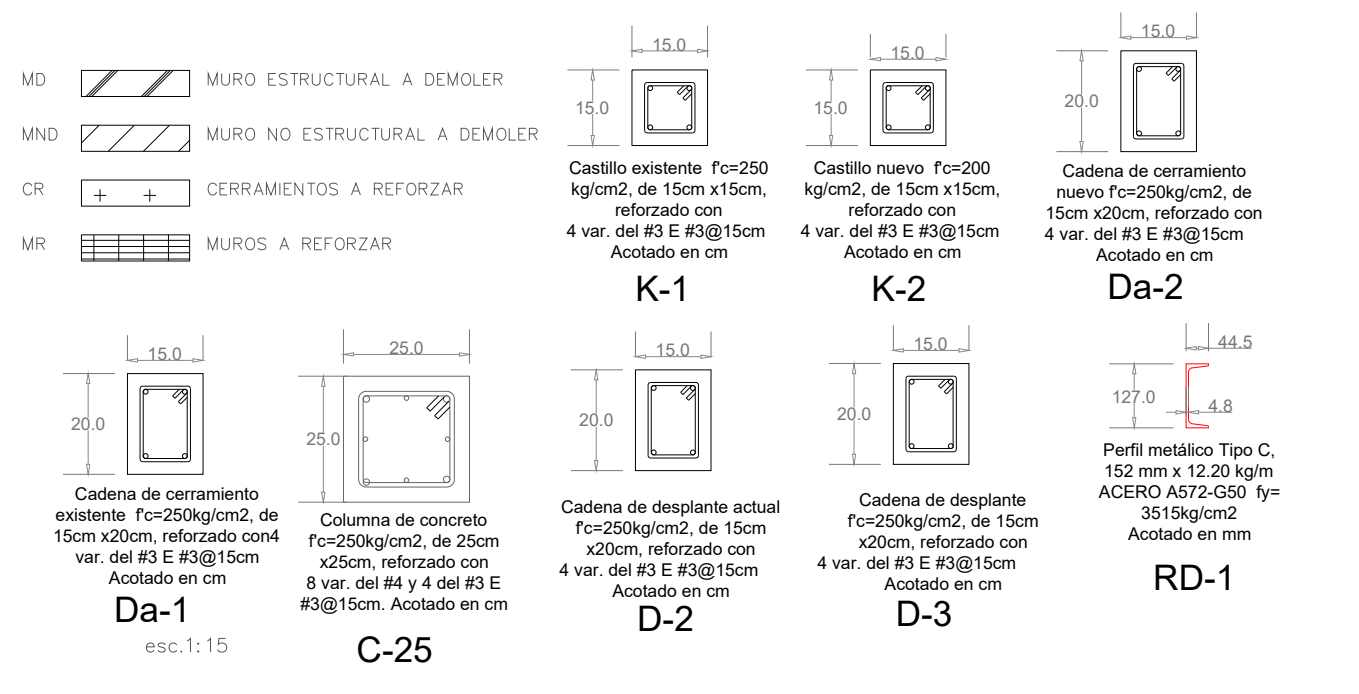 MD
MURO ESTRUCTURAL A DEMOLER
MND
MURO NO ESTRUCTURAL A DEMOLER
CR
CERRAMIENTOS A REFORZAR
MR
MUROS A REFORZAR
15.0
15.0
Castillo existente f'c=250
kg/cm2, de 15cm x15cm,
reforzado con
4 var. del #3 E #3@15cm
Acotado en cm
K-1
15.0
15.0
Castillo nuevo f'c=200
kg/cm2, de 15cm x15cm,
reforzado con
4 var. del #3 E #3@15cm
Acotado en cm
K-2
15.0
20.0
Cadena de cerramiento
nuevo f'c=250kg/cm2, de
15cm x20cm, reforzado con
4 var. del #3 E #3@15cm
Acotado en cm
Da-2
15.0
20.0
Cadena de cerramiento
existente f'c=250kg/cm2, de
15cm x20cm, reforzado con4
var. del #3 E #3@15cm
Acotado en cm
Da-1
esc.1:15
25.0
25.0
Columna de concreto
f'c=250kg/cm2, de 25cm
x25cm, reforzado con
8 var. del #4 y 4 del #3 E
#3@15cm. Acotado en cm
C-25
15.0
20.0
Cadena de desplante actual
f'c=250kg/cm2, de 15cm
x20cm, reforzado con
4 var. del #3 E #3@15cm
Acotado en cm
D-2
15.0
20.0
Cadena de desplante
f'c=250kg/cm2, de 15cm
x20cm, reforzado con
4 var. del #3 E #3@15cm
Acotado en cm
D-3
44.5
127.0
4.8
Perfil metálico Tipo C,
152 mm x 12.20 kg/m
ACERO A572-G50 fy=
3515kg/cm2
Acotado en mm
RD-1